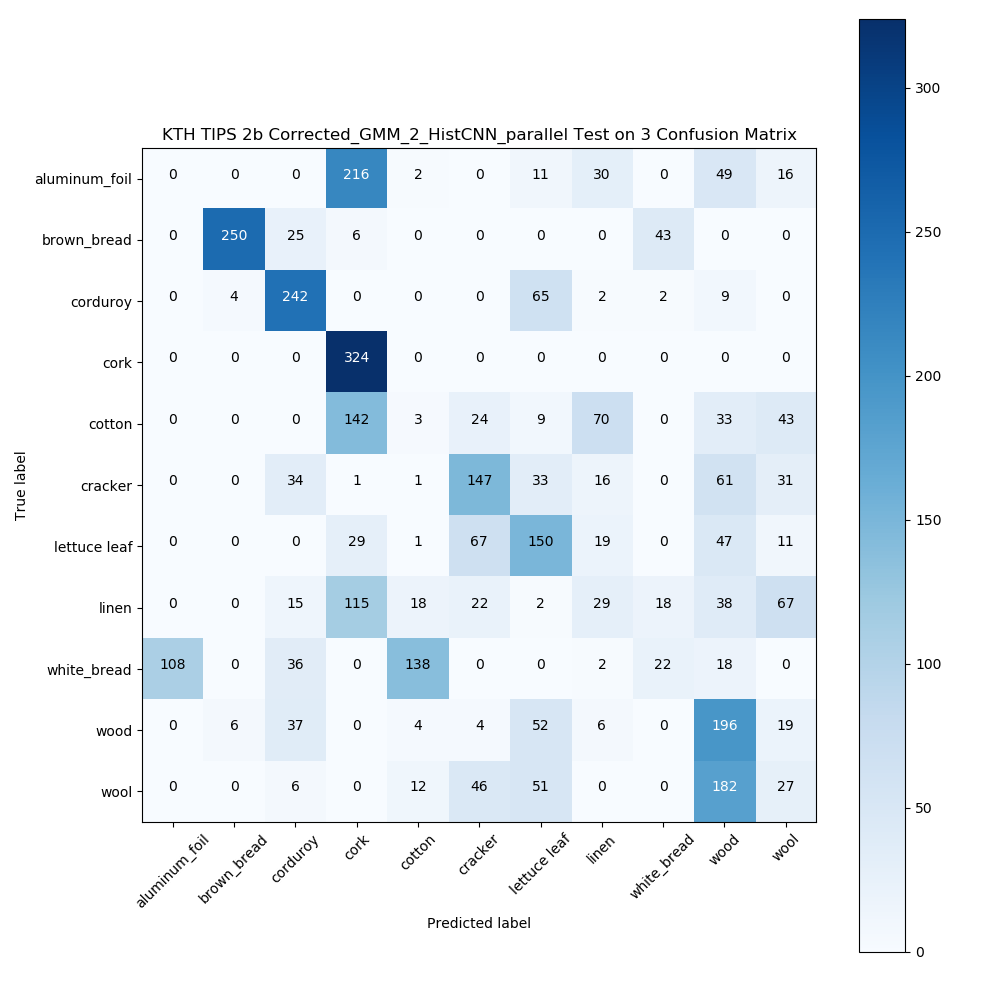 KTH TIPS 2b Corrected_GMM_2_HistCNN_parallel Test on 3 Confusion Matrix
True label
aluminum_foil 0 0 0 216 2 0 11 30 0 49 16
brown_bread 0 250 25 6 0 0 0 0 43 0 0
corduroy 0 4 242 0 0 0 65 2 2 9 0
cork 0 0 0 324 0 0 0 0 0 0 0
cotton 0 0 0 142 3 24 9 70 0 33 43
cracker 0 0 34 1 1 147 33 16 0 61 31
lettuce leaf 0 0 0 29 1 67 150 19 0 47 11
linen 0 0 15 115 18 22 2 29 18 38 67
white_bread 108 0 36 0 138 0 0 2 22 18 0
wood 0 6 37 0 4 4 52 6 0 196 19
wool 0 0 6 0 12 46 51 0 0 182 27
aluminum_foil brown_bread corduroy cork cotton cracker lettuce leaf linen white_bread wood wool
Predicted label
300
250
200
150
100
50
0